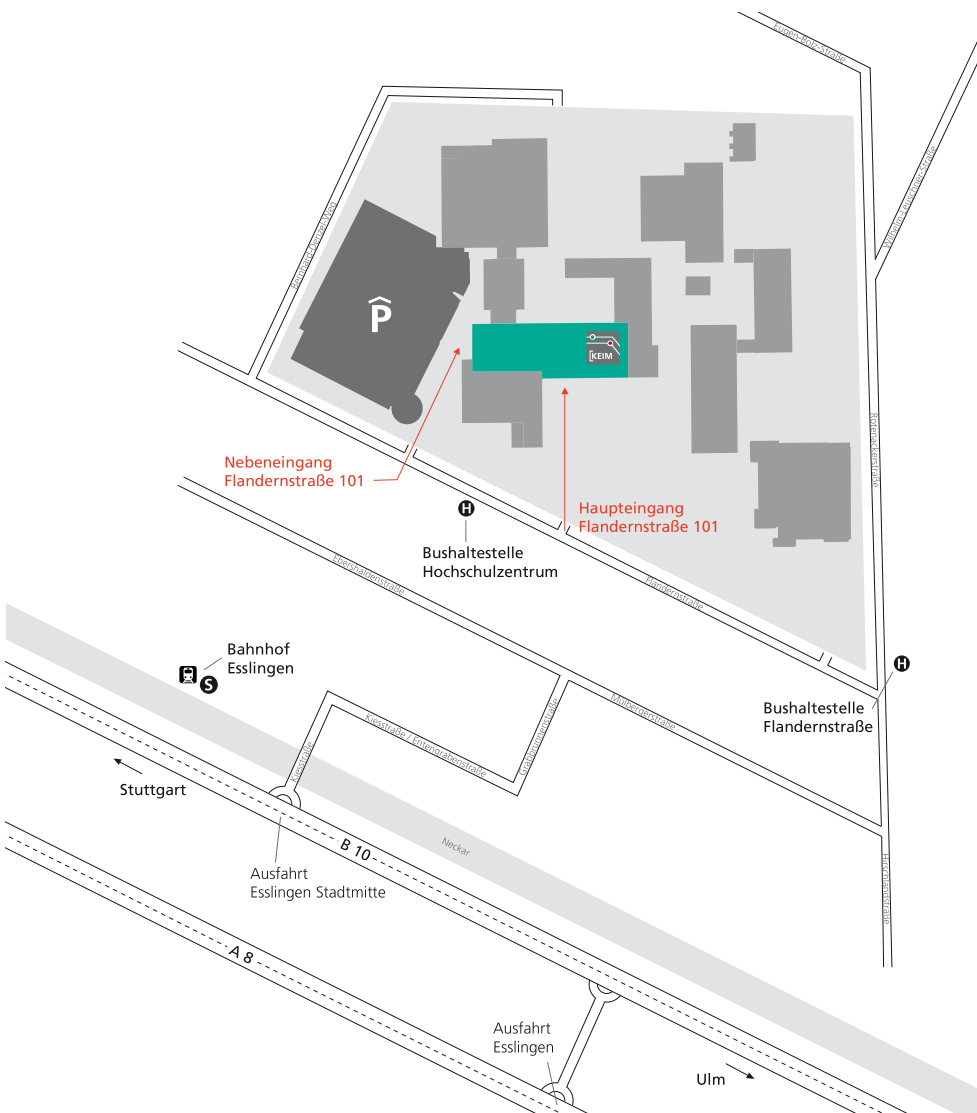 Eugen-Bolz-Straße
Wilhelm-Leuschner-Straße
Bernhard-Denzel-Weg
P
[KEIM
Rotenackerstraße
Nebeneingang
Flandernstraße 101
H
Haupteingang
Flandernstraße 101
Bushaltestelle
Hochschulzentrum
Ebershaldenstraße
Flandernstraße
Bahnhof
Esslingen
S
H
Bushaltestelle
Flandernstraße
Mülbergerstraße
Grabbrunnenstraße
Kiesstraße / Entengrabenstraße
Kiesstraße
Stuttgart
B 10
Neckar
Ausfahrt
Esslingen Stadtmitte
Hirschlandstraße
A 8
Ausfahrt
Esslingen
Ulm